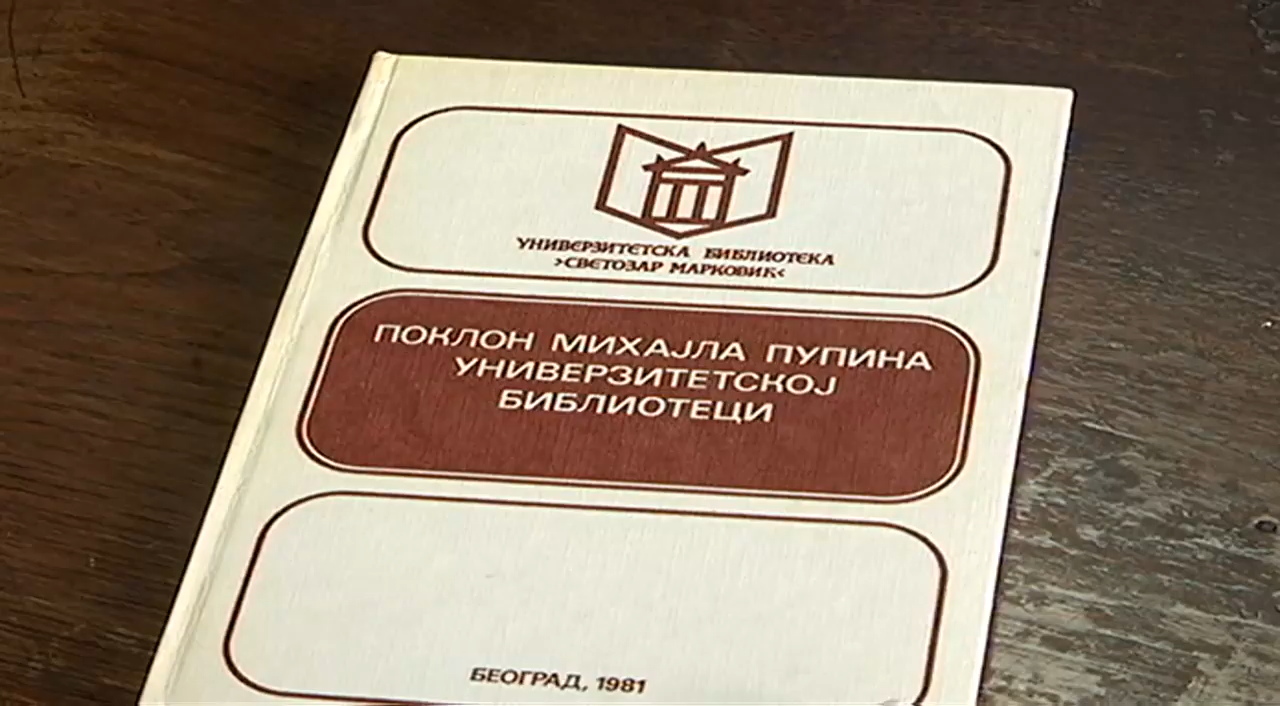 УНИВЕРЗИТЕТСКА БИБЛИОТЕКА
›СВЕТОЗАР МАРКОВИЋ‹
ПОКЛОН МИХАЈЛА ПУПИНА
УНИВЕРЗИТЕТСКОЈ
БИБЛИОТЕЦИ
БЕОГРАД, 1981